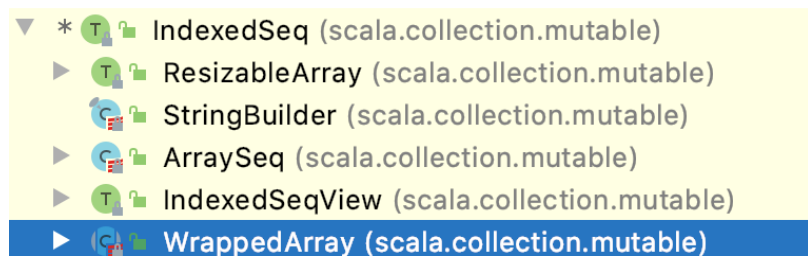 * IndexedSeq (scala.collection.mutable)
T ResizableArray (scala.collection.mutable)
C StringBuilder (scala.collection.mutable)
C ArraySeq (scala.collection.mutable)
T IndexedSeqView (scala.collection.mutable)
C WrappedArray (scala.collection.mutable)